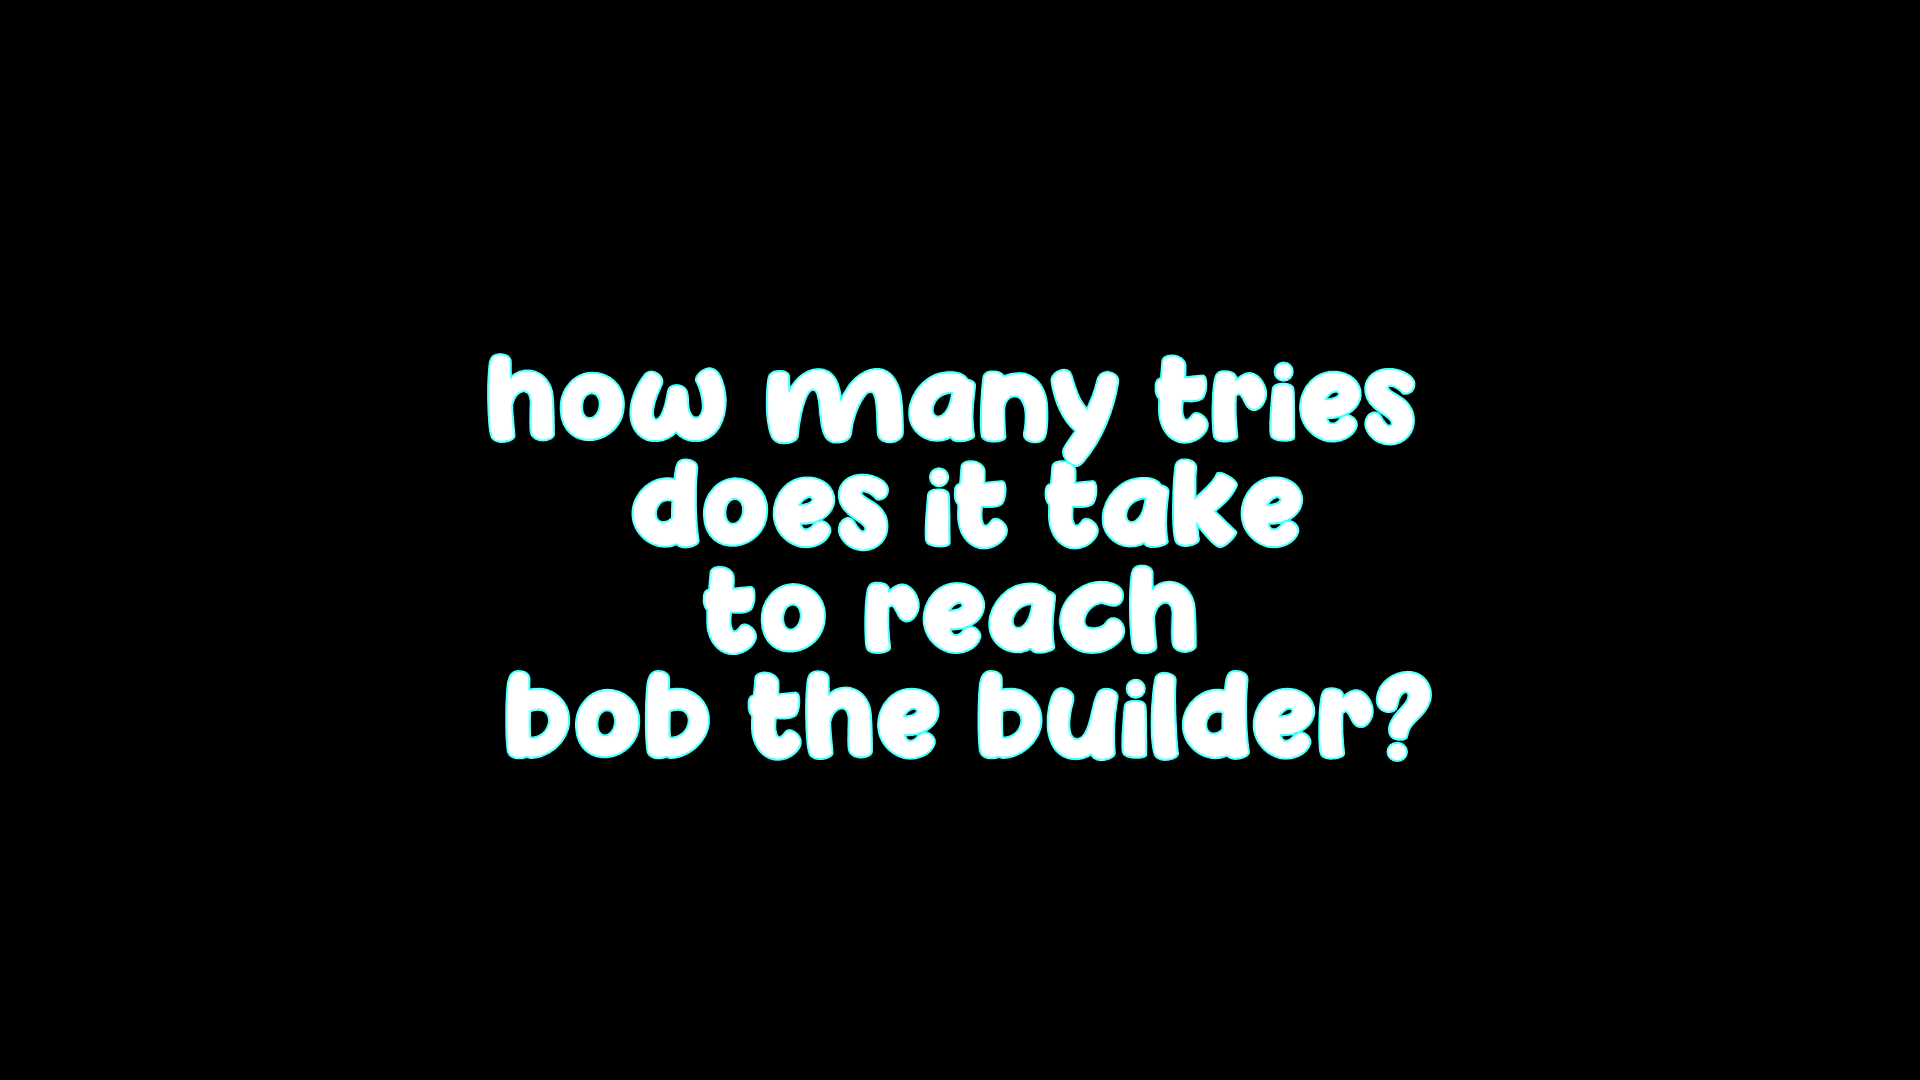 how many tries
does it take
to reach
bob the builder?